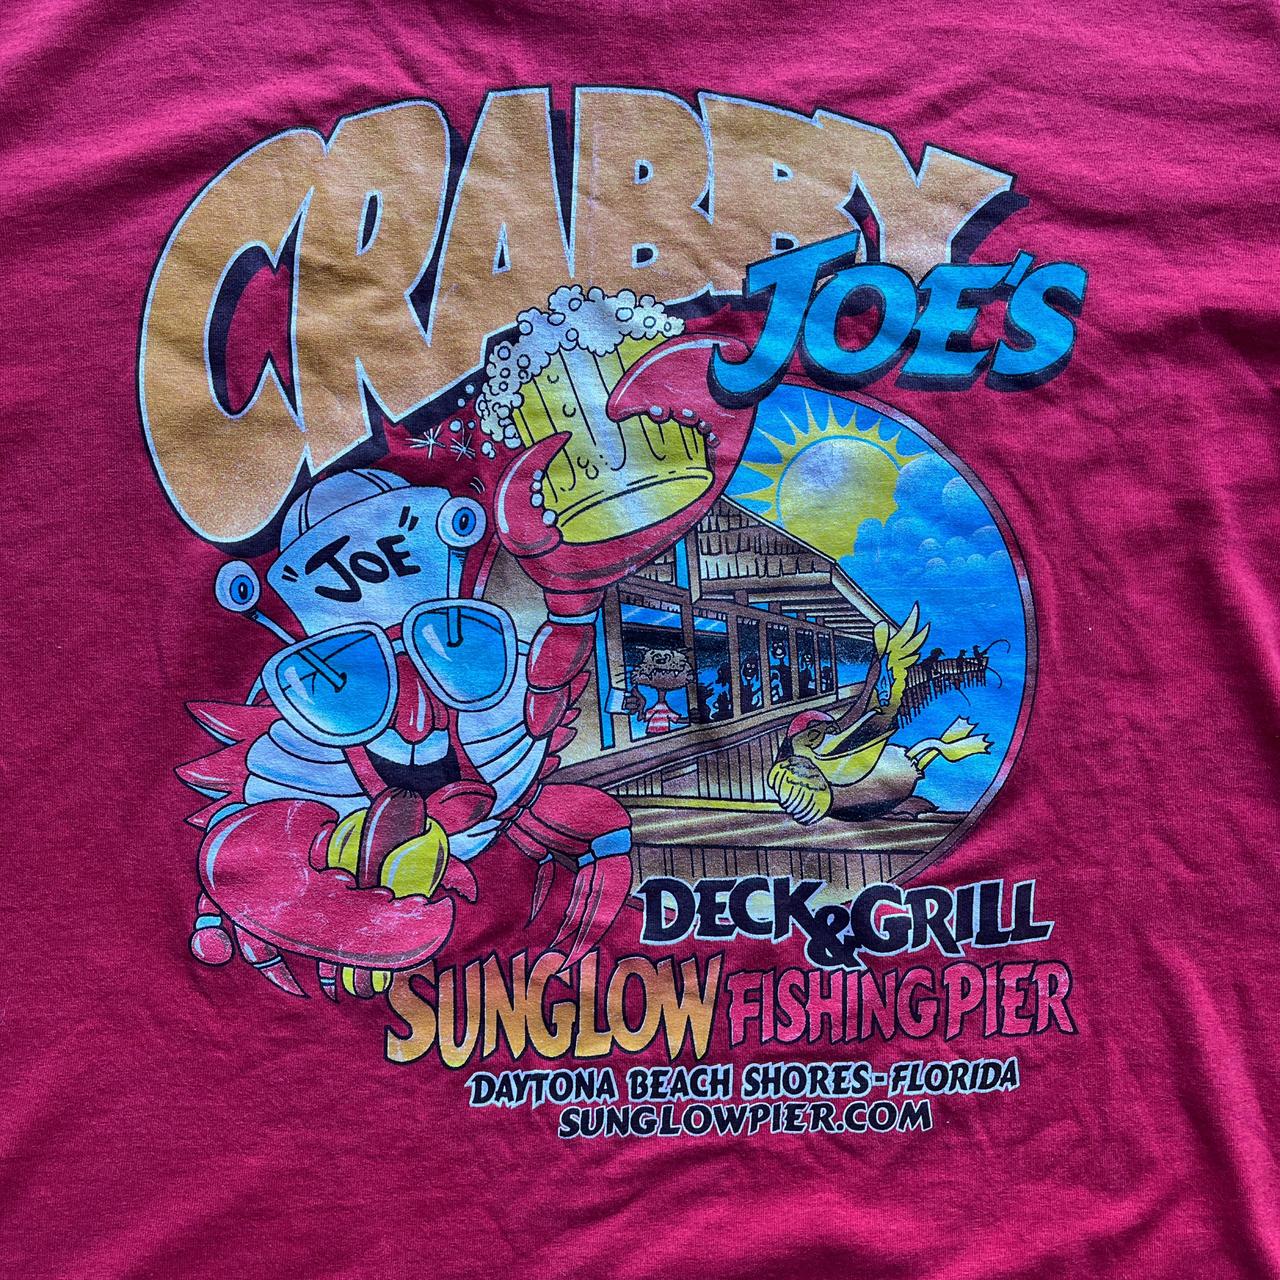 CRABBY
JOE'S
"JOE"
DECK & GRILL
SUNGLOW FISHING PIER
DAYTONA BEACH SHORES-FLORIDA
SUNGLOWPIER.COM